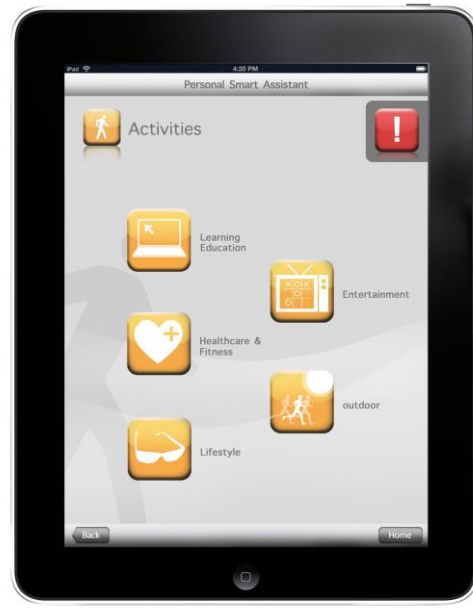 iPad
4:20 PM
Personal Smart Assistant
Activities
!
Learning
Education
Entertainment
Healthcare &
Fitness
outdoor
Lifestyle
Back
Home